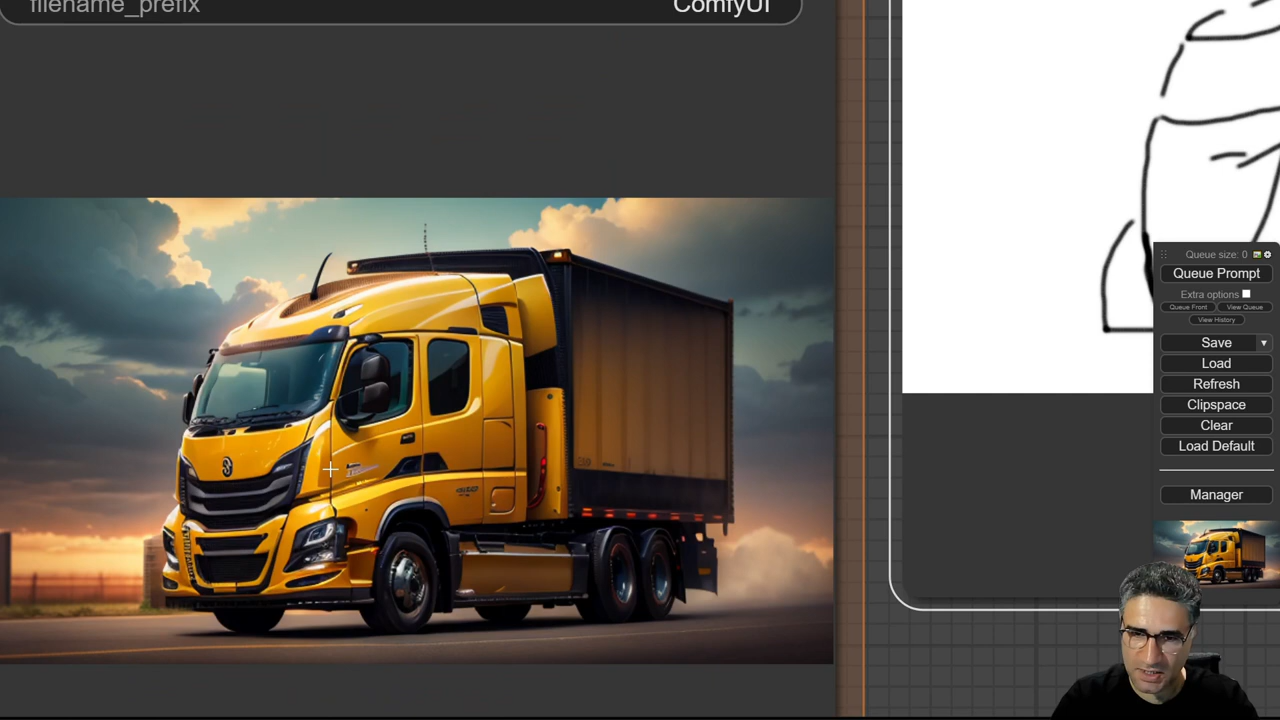 filename_prefix
ComfyUI
Queue size: 0
Queue Prompt
Extra options
Queue Front
View Queue
View History
Save
Load
Refresh
Clipspace
Clear
Load Default
Manager